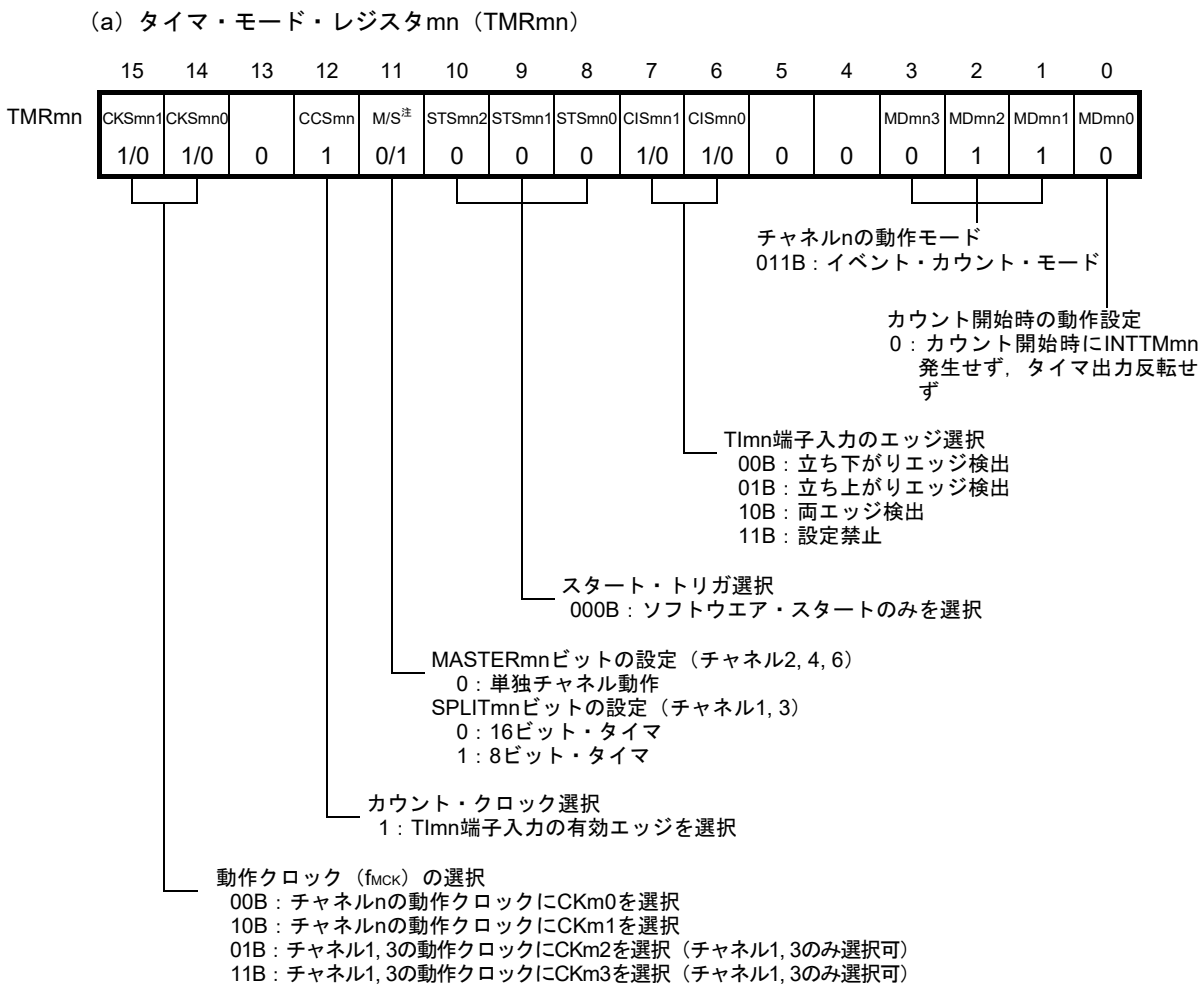 (a) タイマ・モード・レジスタmn（TMRmn）
15 14 13 12 11 10 9 8 7 6 5 4 3 2 1 0
TMRmn CKSmn1 CKSmn0 CCSmn M/S注 STSmn2 STSmn1 STSmn0 CISmn1 CISmn0 MDmn3 MDmn2 MDmn1 MDmn0
1/0 1/0 0 1 0/1 0 0 0 1/0 1/0 0 0 0 1 1 0
チャネルnの動作モード
011B：イベント・カウント・モード
カウント開始時の動作設定
0：カウント開始時にINTTMmn
発生せず，タイマ出力反転せ
ず
TImn端子入力のエッジ選択
00B：立ち下がりエッジ検出
01B：立ち上がりエッジ検出
10B：両エッジ検出
11B：設定禁止
スタート・トリガ選択
000B：ソフトウエア・スタートのみを選択
MASTERmnビットの設定（チャネル2, 4, 6）
0：単独チャネル動作
SPLITmnビットの設定（チャネル1, 3）
0：16ビット・タイマ
1：8ビット・タイマ
カウント・クロック選択
1：TImn端子入力の有効エッジを選択
動作クロック（fMCK）の選択
00B：チャネルnの動作クロックにCKm0を選択
10B：チャネルnの動作クロックにCKm1を選択
01B：チャネル1, 3の動作クロックにCKm2を選択（チャネル1, 3のみ選択可）
11B：チャネル1, 3の動作クロックにCKm3を選択（チャネル1, 3のみ選択可）